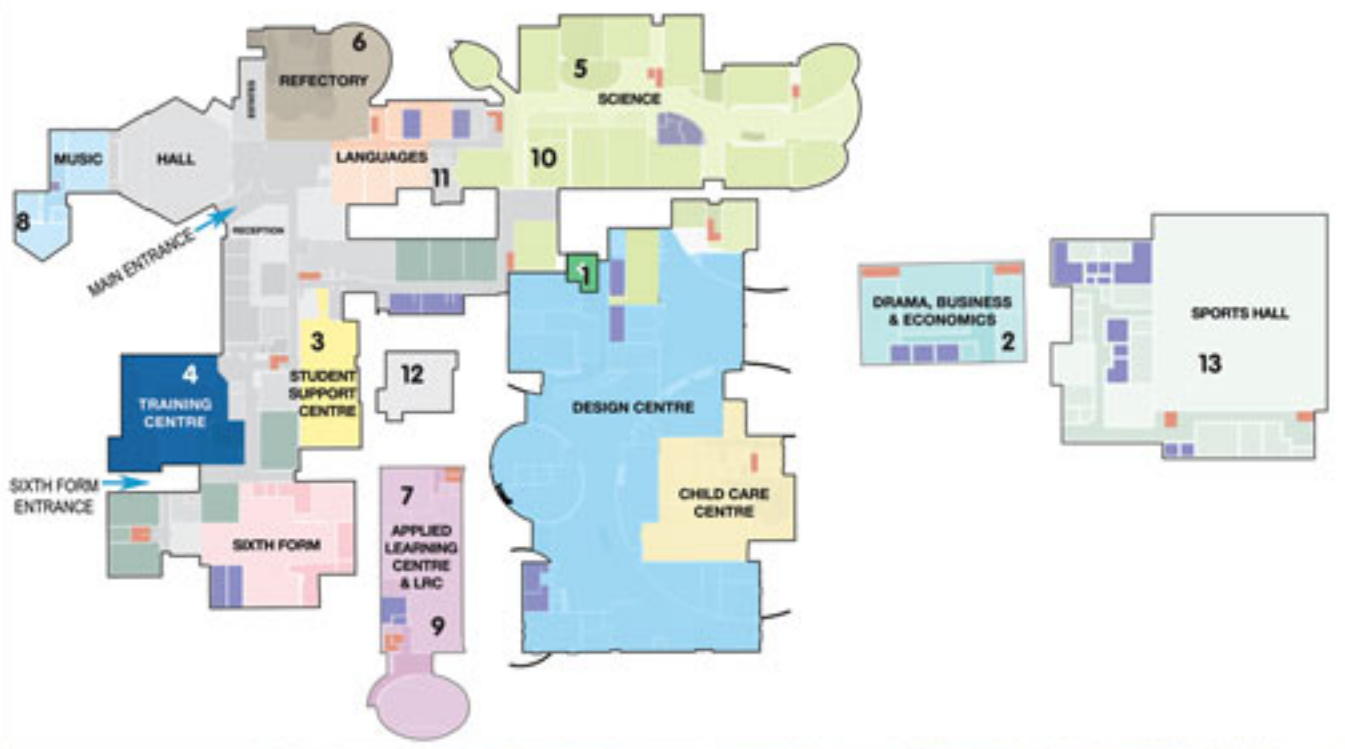 6
REFECTORY
5
SCIENCE
MUSIC
HALL
LANGUAGES
10
11
8
MAIN ENTRANCE
RECEPTION
1
DRAMA, BUSINESS
& ECONOMICS
2
SPORTS HALL
13
3
STUDENT
SUPPORT
CENTRE
12
4
TRAINING
CENTRE
DESIGN CENTRE
SIXTH FORM
ENTRANCE
7
APPLIED
LEARNING
CENTRE
& LRC
9
CHILD CARE
CENTRE
SIXTH FORM